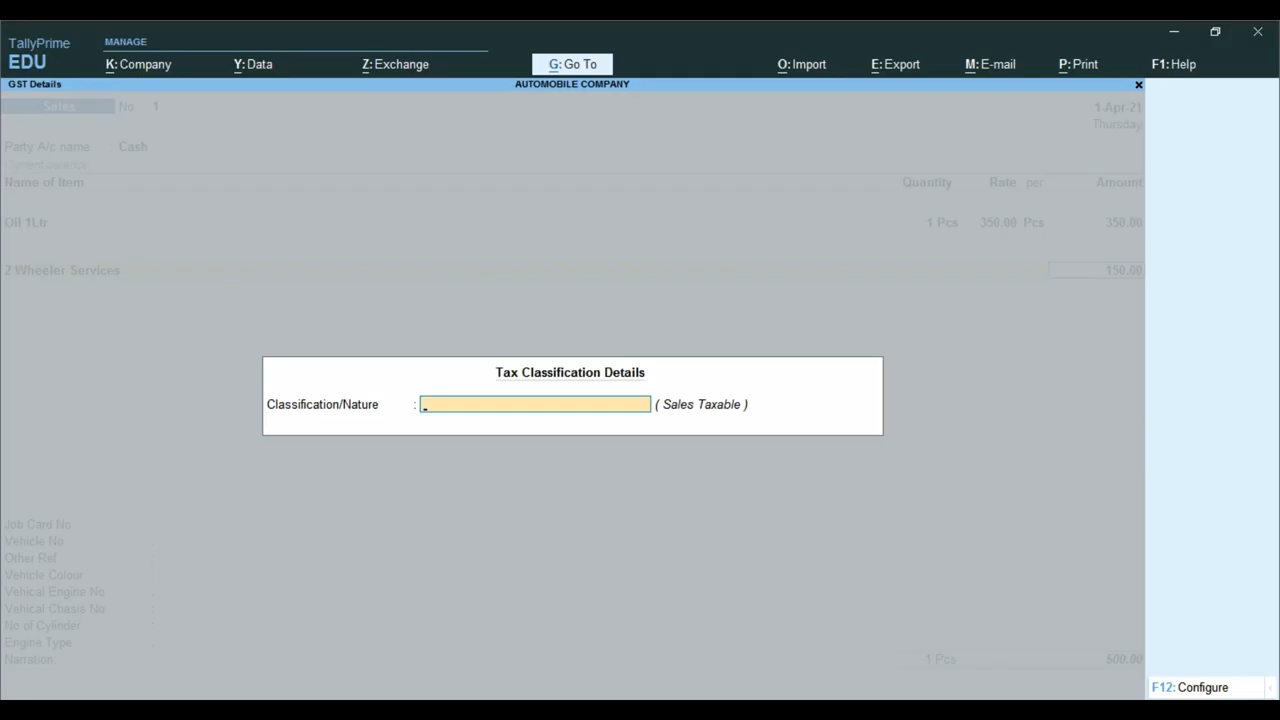 TallyPrime
EDU
MANAGE
K: Company
Y: Data
Z: Exchange
G: Go To
O: Import
E: Export
M: E-mail
P: Print
F1: Help
GST Details
AUTOMOBILE COMPANY
x
Sales No. 1 1-Apr-21
Thursday
Party A/c name Cash
Current balance
Name of Item Quantity Rate per Amount
Oil 1Ltr 1 Pcs 350.00 Pcs 350.00
2 Wheeler Services 150.00
Tax Classification Details
Classification/Nature : ( Sales Taxable )
Job Card No
Vehicle No
Other Ref
Vehicle Colour
Vehical Engine No
Vehical Chasis No
No of Cylinder
Engine Type
Narration: 1 Pcs 500.00
F12: Configure